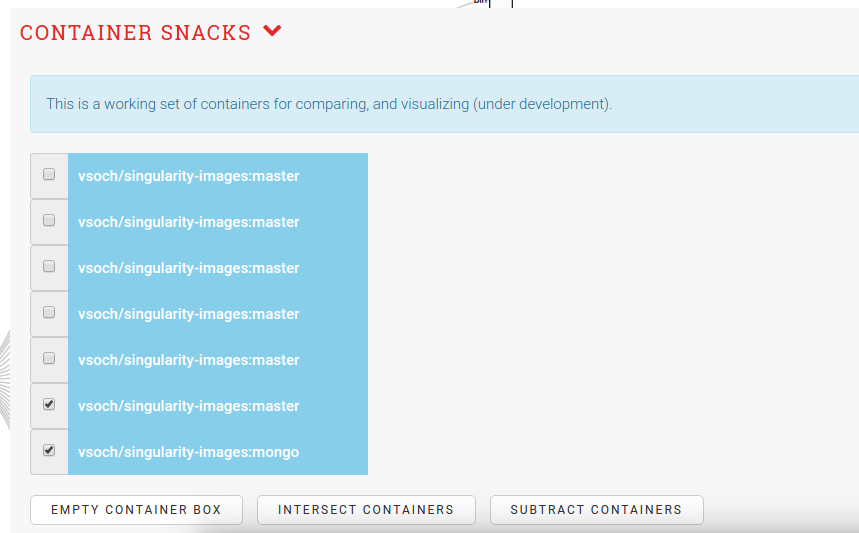 CONTAINER SNACKS
This is a working set of containers for comparing, and visualizing (under development).
vsoch/singularity-images:master
vsoch/singularity-images:master
vsoch/singularity-images:master
vsoch/singularity-images:master
vsoch/singularity-images:master
vsoch/singularity-images:master
vsoch/singularity-images:mongo
EMPTY CONTAINER BOX INTERSECT CONTAINERS SUBTRACT CONTAINERS